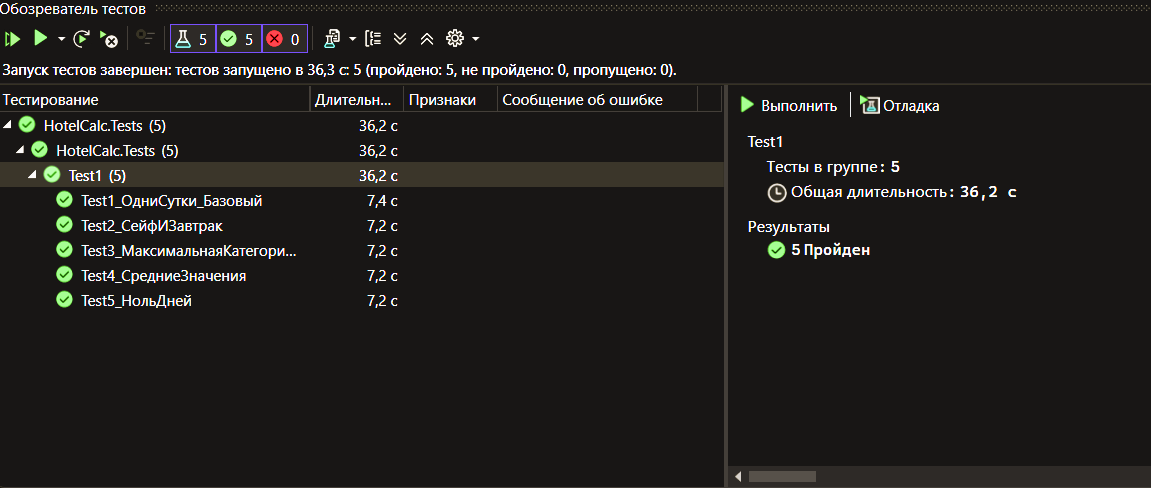 Обозреватель тестов
5 5 0
Запуск тестов завершен: тестов запущено в 36,3 с: 5 (пройдено: 5, не пройдено: 0, пропущено: 0).
Тестирование Длительн... Признаки Сообщение об ошибке
HotelCalc.Tests (5) 36,2 с
HotelCalc.Tests (5) 36,2 с
Test1 (5) 36,2 с
Test1_ОдниСутки_Базовый 7,4 с
Test2_СейфИЗавтрак 7,2 с
Test3_МаксимальнаяКатегори... 7,2 с
Test4_СредниеЗначения 7,2 с
Test5_НольДней 7,2 с
Выполнить Отладка
Test1
Тесты в группе: 5
Общая длительность: 36,2 с
Результаты
5 Пройден